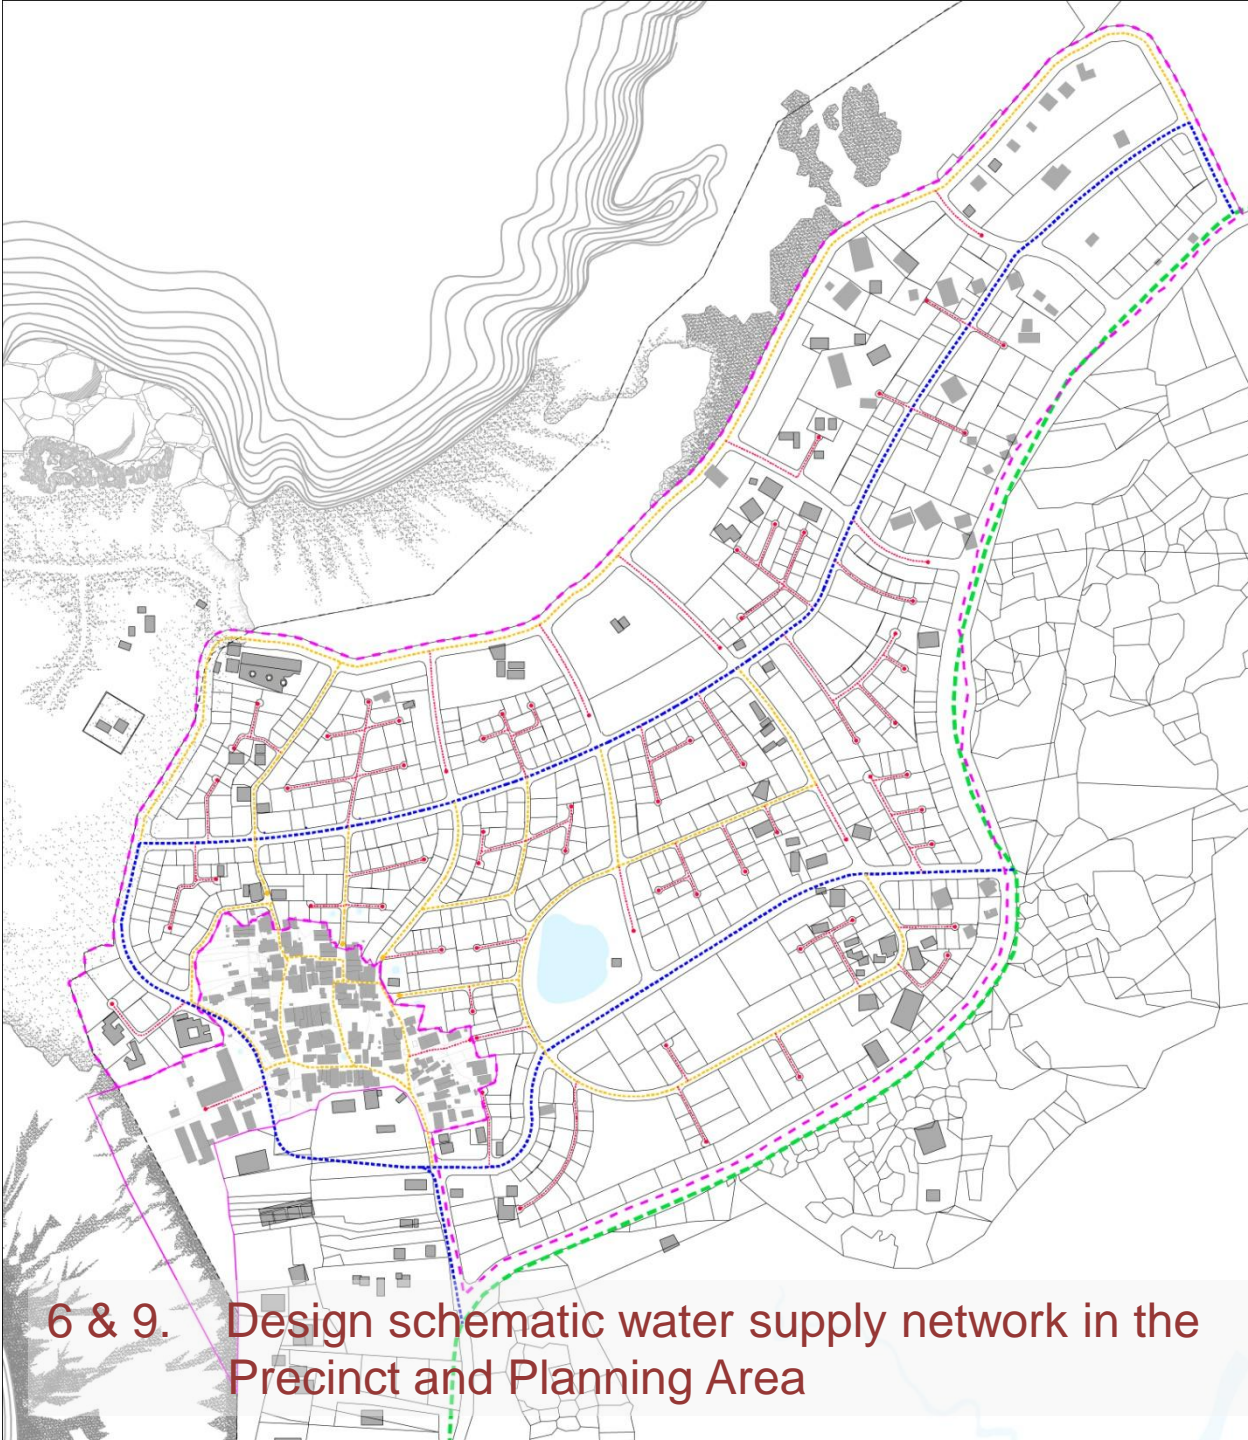 6 & 9. Design schematic water supply network in the
Precinct and Planning Area